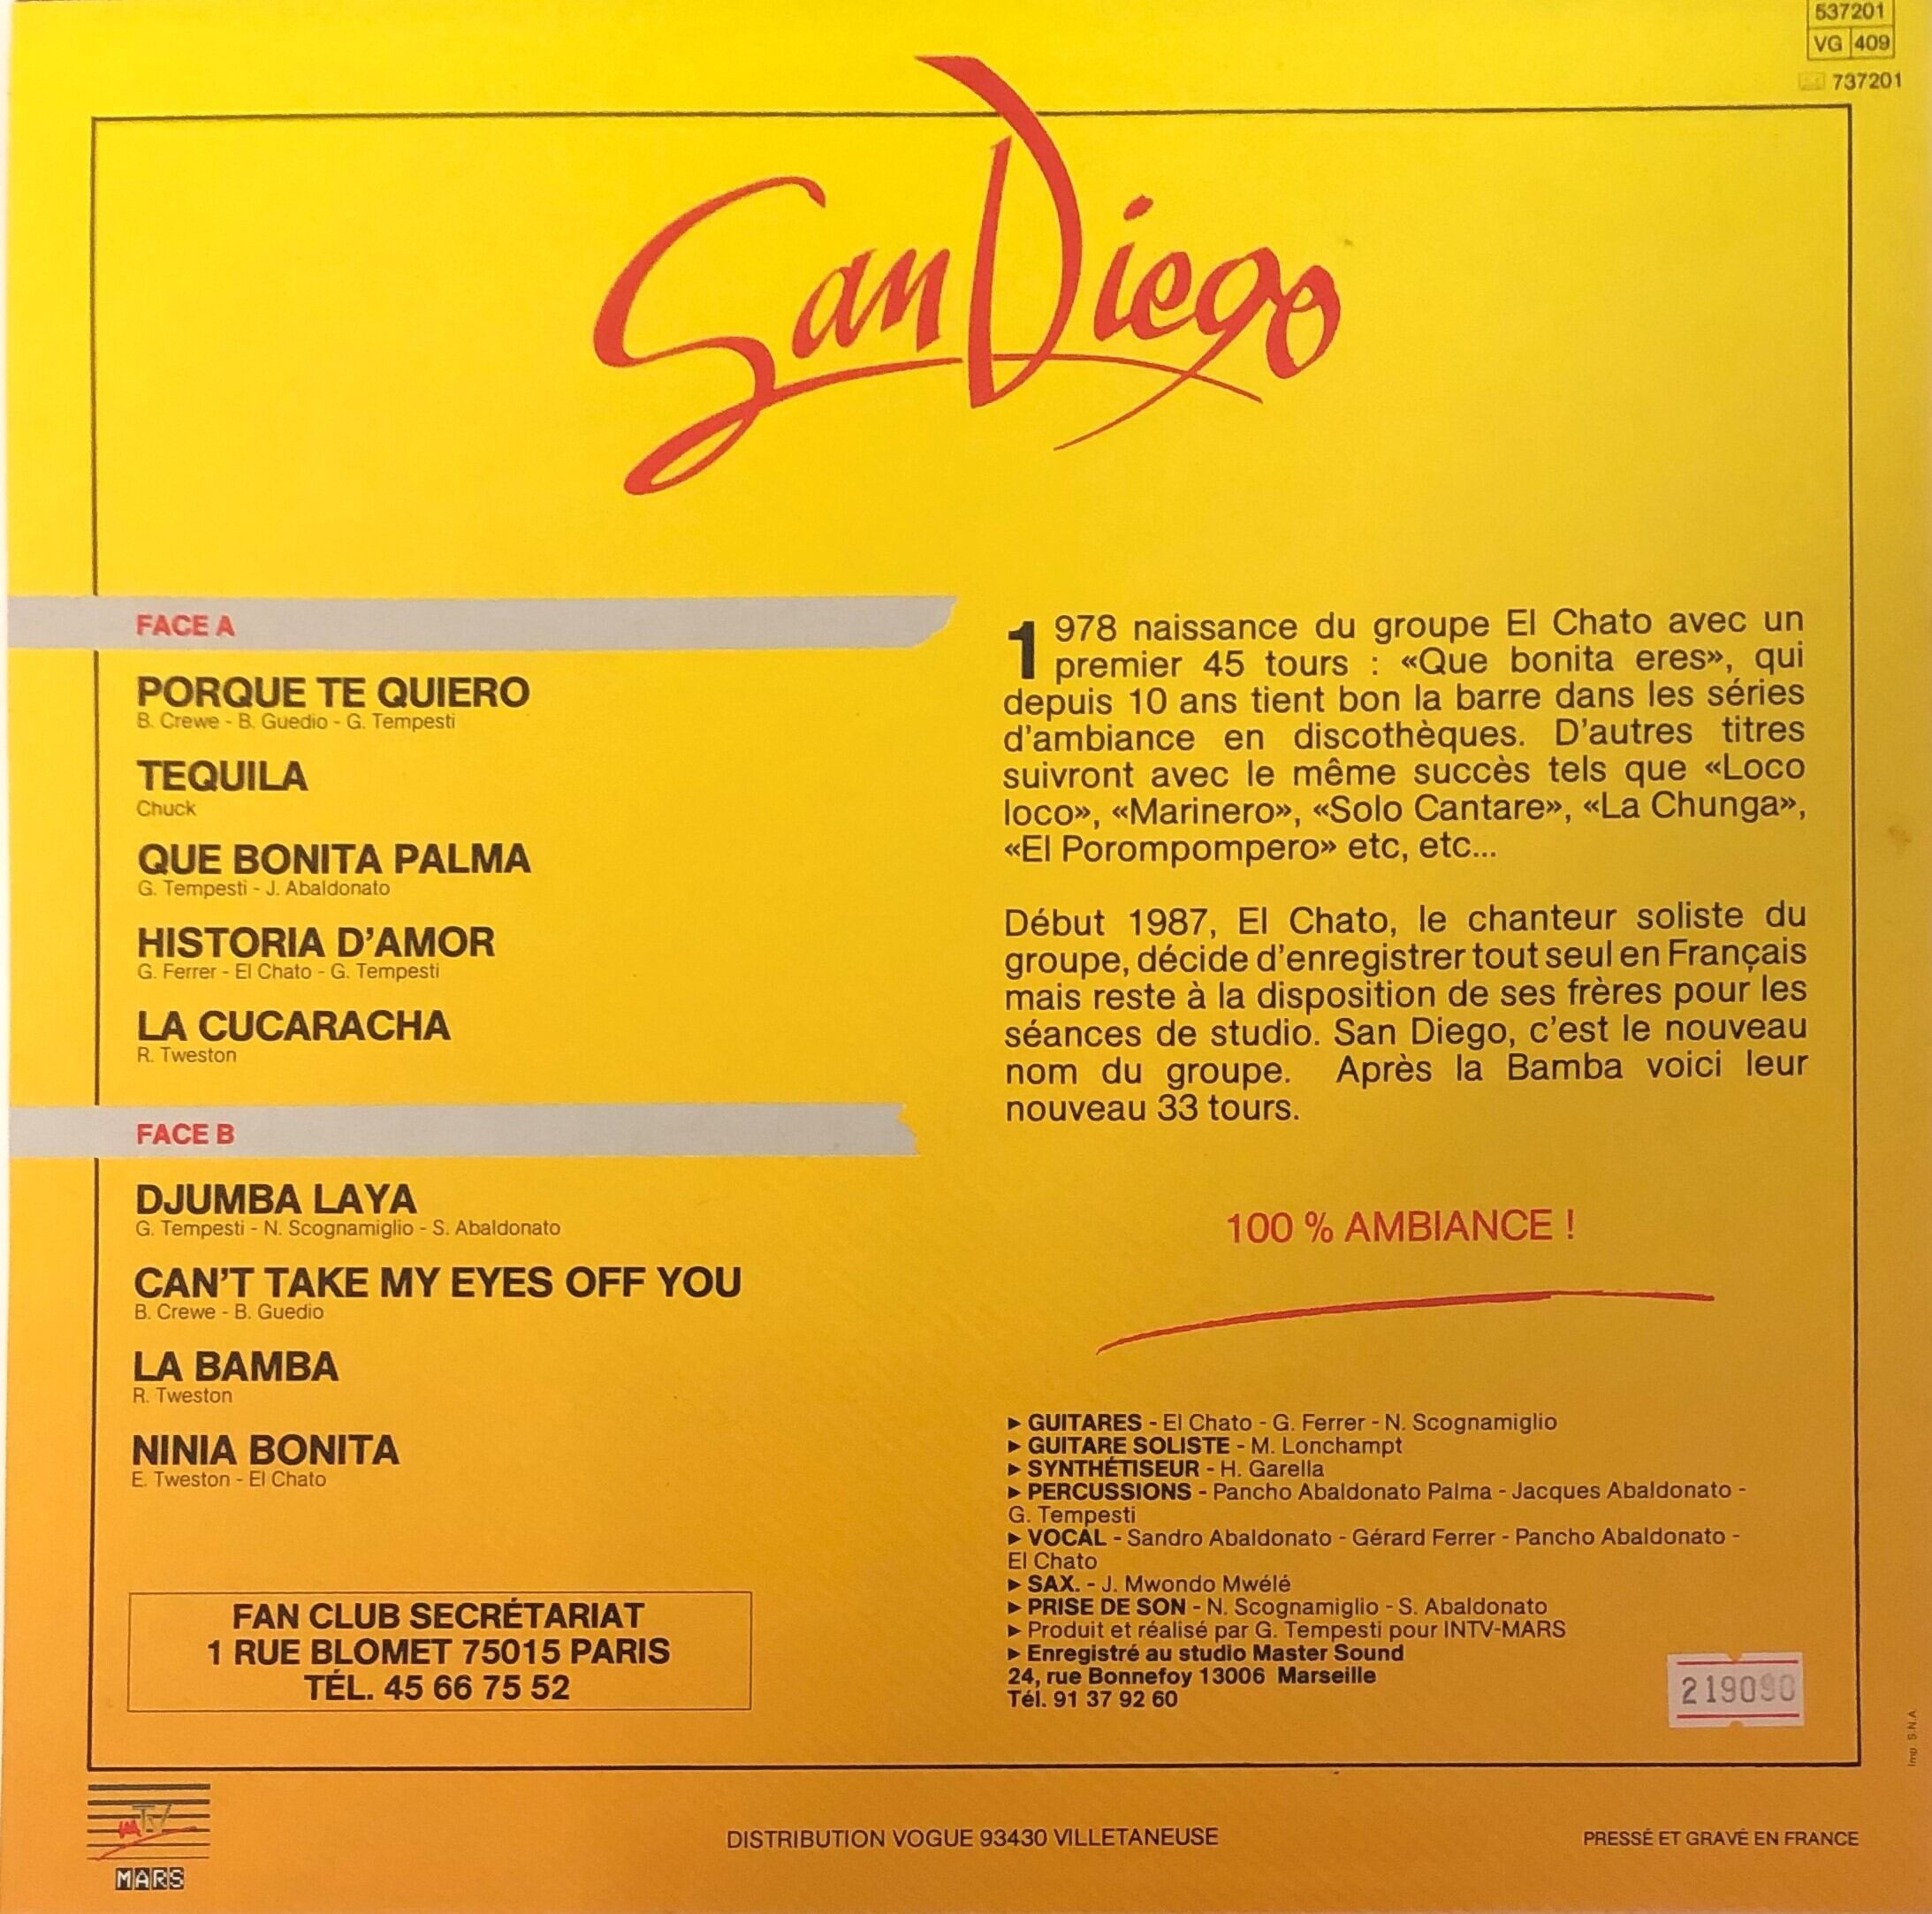 537201
VG 409
737201
San Diego
FACE A
PORQUE TE QUIERO
B. Crewe - B. Guedio - G. Tempesti
TEQUILA
Chuck
QUE BONITA PALMA
G. Tempesti - J. Abaldonato
HISTORIA D'AMOR
G. Ferrer - El Chato - G. Tempesti
LA CUCARACHA
R. Tweston
FACE B
DJUMBA LAYA
G. Tempesti - N. Scognamiglio - S. Abaldonato
CAN'T TAKE MY EYES OFF YOU
B. Crewe - B. Guedio
LA BAMBA
R. Tweston
NINIA BONITA
E. Tweston - El Chato
FAN CLUB SECRÉTARIAT
1 RUE BLOMET 75015 PARIS
TÉL. 45 66 75 52
1978 naissance du groupe El Chato avec un
premier 45 tours : «Que bonita eres», qui
depuis 10 ans tient bon la barre dans les séries
d'ambiance en discothèques. D'autres titres
suivront avec le même succès tels que «Loco
loco», «Marinero», «Solo Cantare», «La Chunga»,
«El Porompompero» etc, etc...
Début 1987, El Chato, le chanteur soliste du
groupe, décide d'enregistrer tout seul en Français
mais reste à la disposition de ses frères pour les
séances de studio. San Diego, c'est le nouveau
nom du groupe. Après la Bamba voici leur
nouveau 33 tours.
100 % AMBIANCE !
▸ GUITARES - El Chato - G. Ferrer - N. Scognamiglio
▸ GUITARE SOLISTE - M. Lonchampt
▸ SYNTHÉTISEUR - H. Garella
▸ PERCUSSIONS - Pancho Abaldonato Palma - Jacques Abaldonato -
G. Tempesti
▸ VOCAL - Sandro Abaldonato - Gérard Ferrer - Pancho Abaldonato -
El Chato
▸ SAX. - J. Mwondo Mwélé
▸ PRISE DE SON - N. Scognamiglio - S. Abaldonato
▸ Produit et réalisé par G. Tempesti pour INTV-MARS
▸ Enregistré au studio Master Sound
24, rue Bonnefoy 13006 Marseille
Tél. 91 37 92 60
219090
Imp. S.N.A.
MARS
DISTRIBUTION VOGUE 93430 VILLETANEUSE
PRESSÉ ET GRAVÉ EN FRANCE